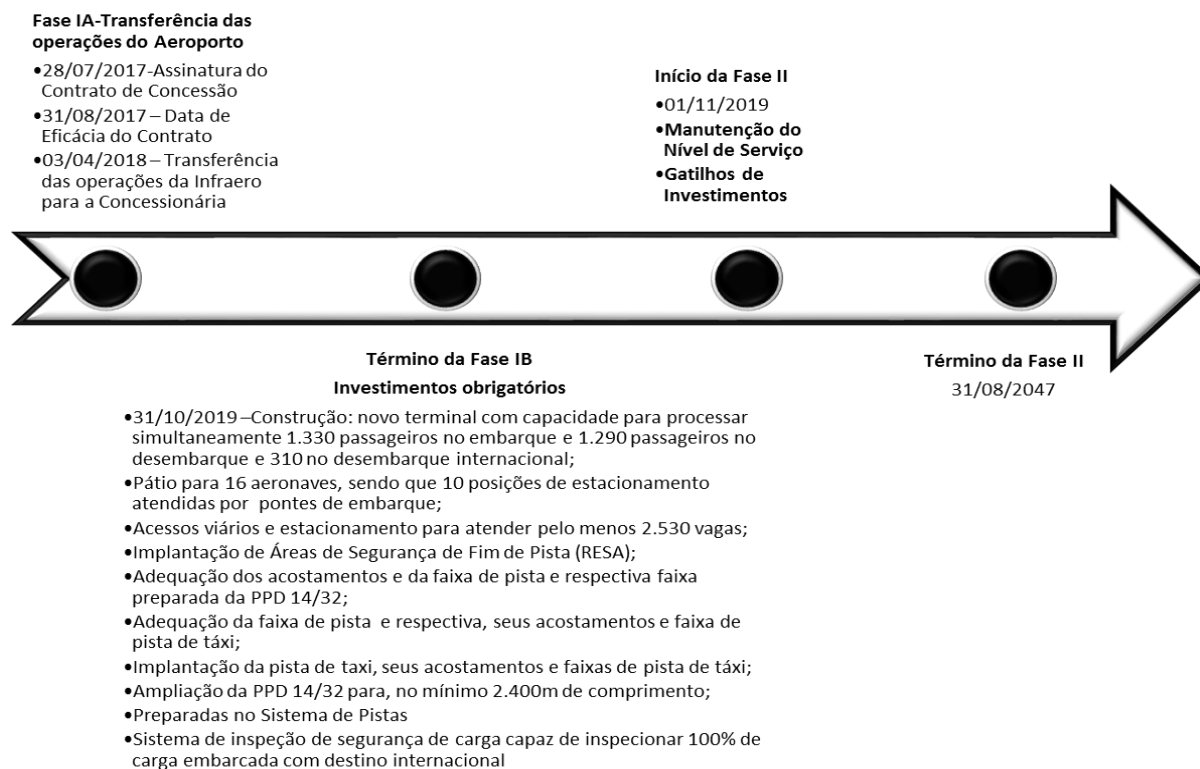 Fase IA-Transferência das
operações do Aeroporto
•28/07/2017-Assinatura do
Contrato de Concessão
•31/08/2017 – Data de
Eficácia do Contrato
•03/04/2018 – Transferência
das operações da Infraero
para a Concessionária
Início da Fase II
•01/11/2019
•Manutenção do
Nível de Serviço
•Gatilhos de
Investimentos
Término da Fase IB
Investimentos obrigatórios
•31/10/2019 –Construção: novo terminal com capacidade para processar
simultaneamente 1.330 passageiros no embarque e 1.290 passageiros no
desembarque e 310 no desembarque internacional;
•Pátio para 16 aeronaves, sendo que 10 posições de estacionamento
atendidas por pontes de embarque;
•Acessos viários e estacionamento para atender pelo menos 2.530 vagas;
•Implantação de Áreas de Segurança de Fim de Pista (RESA);
•Adequação dos acostamentos e da faixa de pista e respectiva faixa
preparada da PPD 14/32;
•Adequação da faixa de pista e respectiva, seus acostamentos e faixa de
pista de táxi;
•Implantação da pista de taxi, seus acostamentos e faixas de pista de táxi;
•Ampliação da PPD 14/32 para, no mínimo 2.400m de comprimento;
•Preparadas no Sistema de Pistas
•Sistema de inspeção de segurança de carga capaz de inspecionar 100% de
carga embarcada com destino internacional
Término da Fase II
31/08/2047